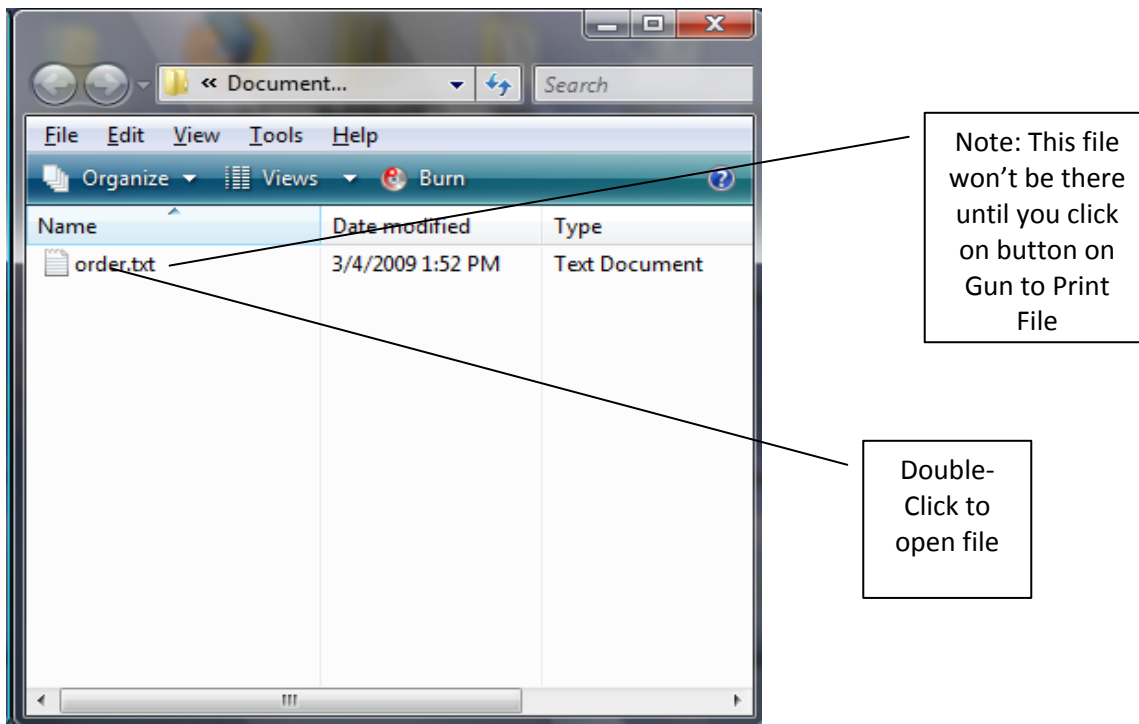 X
« Document...
Search
File Edit View Tools Help
Organize Views Burn ?
Name Date modified Type
order.txt 3/4/2009 1:52 PM Text Document
Note: This file
won’t be there
until you click
on button on
Gun to Print
File
Double-
Click to
open file